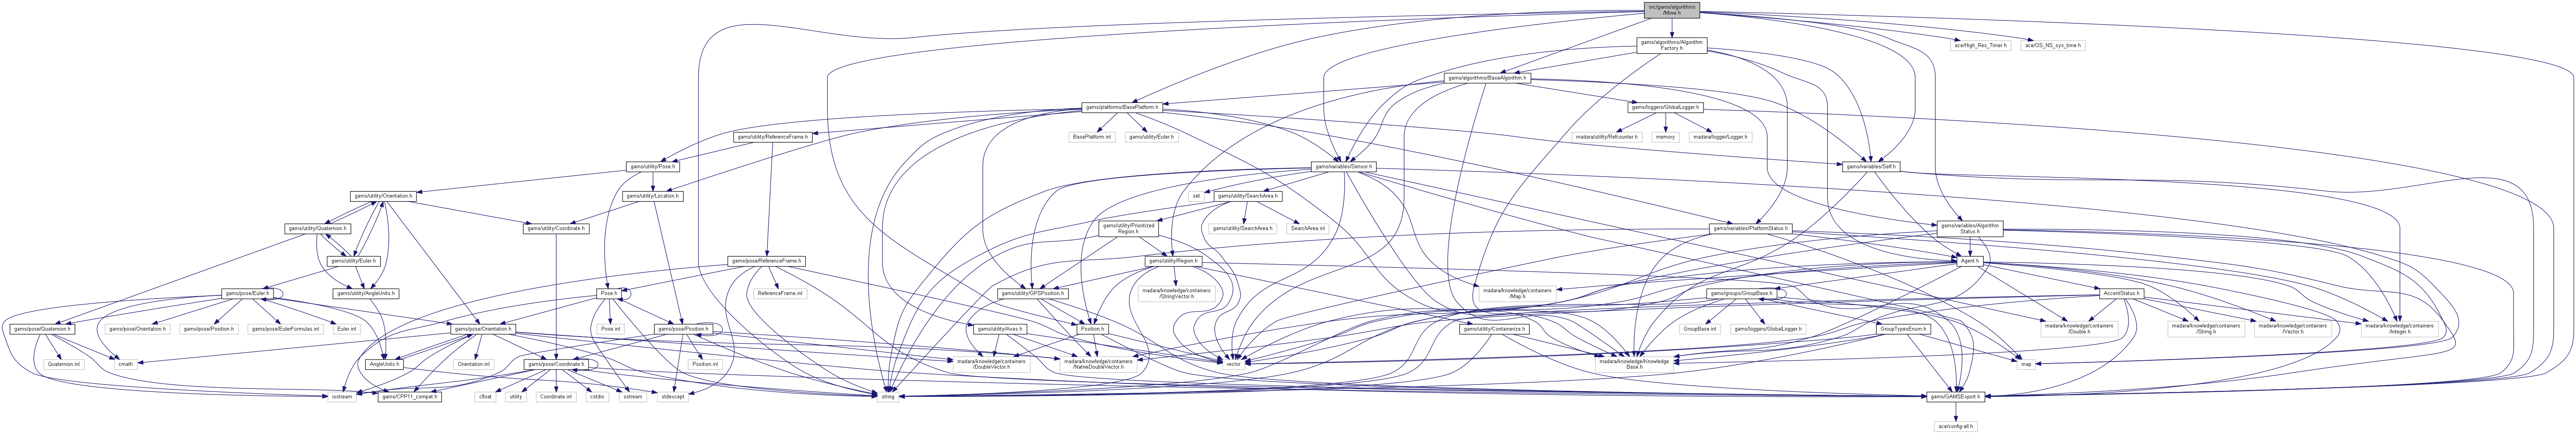 src/gams/algorithms
/Move.h
gams/algorithms/Algorithm
Factory.h
ace/High_Res_Timer.h
ace/OS_NS_sys_time.h
gams/algorithms/BaseAlgorithm.h
gams/platforms/BasePlatform.h
gams/loggers/GlobalLogger.h
gams/utility/ReferenceFrame.h
BasePlatform.inl
gams/utility/Euler.h
madara/utility/Refcounter.h
memory
madara/logger/Logger.h
gams/utility/Pose.h
gams/variables/Sensor.h
gams/variables/Self.h
gams/utility/Orientation.h
gams/utility/Location.h
set
gams/utility/SearchArea.h
gams/utility/Quaternion.h
gams/utility/Coordinate.h
gams/utility/Prioritized
Region.h
gams/utility/SearchArea.h
SearchArea.inl
gams/variables/PlatformStatus.h
gams/variables/Algorithm
Status.h
gams/utility/Euler.h
gams/pose/ReferenceFrame.h
gams/utility/Region.h
Agent.h
gams/pose/Euler.h
gams/utility/AngleUnits.h
Pose.h
ReferenceFrame.inl
gams/utility/GPSPosition.h
madara/knowledge/containers
/StringVector.h
madara/knowledge/containers
/Map.h
gams/groups/GroupBase.h
AccentStatus.h
gams/pose/Quaternion.h
gams/pose/Orientation.h
gams/pose/Position.h
gams/pose/EulerFormulas.inl
Euler.inl
gams/pose/Orientation.h
Pose.inl
gams/pose/Position.h
gams/utility/Axes.h
Position.h
gams/utility/Containerize.h
GroupBase.inl
gams/loggers/GlobalLogger.h
GroupTypesEnum.h
madara/knowledge/containers
/Double.h
madara/knowledge/containers
/String.h
madara/knowledge/containers
/Vector.h
madara/knowledge/containers
/Integer.h
Quaternion.inl
cmath
AngleUnits.h
Orientation.inl
gams/pose/Coordinate.h
Position.inl
madara/knowledge/containers
/DoubleVector.h
madara/knowledge/containers
/NativeDoubleVector.h
vector
madara/knowledge/Knowledge
Base.h
map
iostream
gams/CPP11_compat.h
cfloat
utility
Coordinate.inl
cstdio
sstream
stdexcept
string
gams/GAMSExport.h
ace/config-all.h